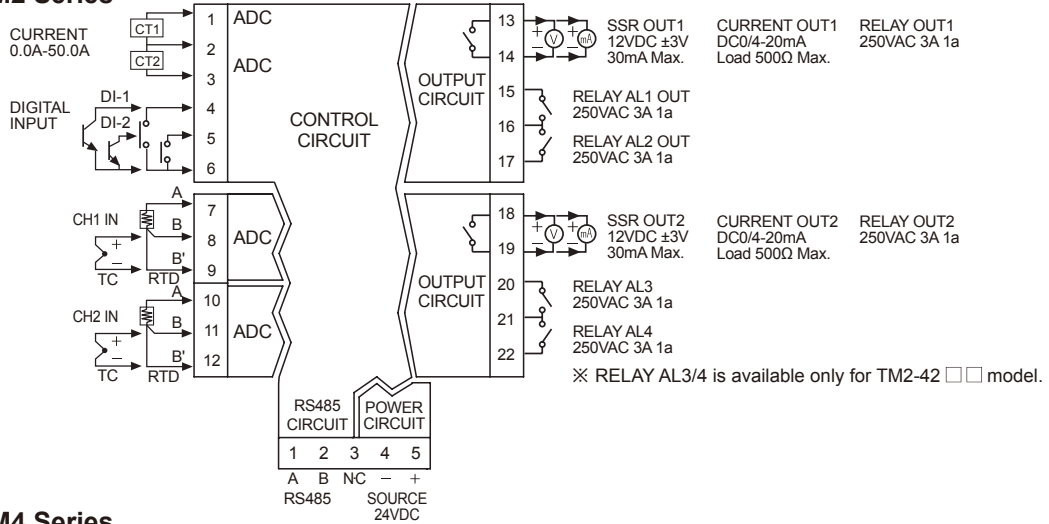 CURRENT
0.0A-50.0A
CT1
CT2
1
2
3
ADC
ADC
DIGITAL
INPUT
DI-1
DI-2
4
5
6
CONTROL
CIRCUIT
OUTPUT
CIRCUIT
13
14
15
16
17
+ V + mA
− −
SSR OUT1
12VDC ±3V
30mA Max.
CURRENT OUT1
DC0/4-20mA
Load 500Ω Max.
RELAY OUT1
250VAC 3A 1a
RELAY AL1 OUT
250VAC 3A 1a
RELAY AL2 OUT
250VAC 3A 1a
CH1 IN
+
−
TC
RTD
A
B
B'
7
8
9
ADC
CH2 IN
+
−
TC
RTD
A
B
B'
10
11
12
ADC
OUTPUT
CIRCUIT
18
19
20
21
22
+ V + mA
− −
SSR OUT2
12VDC ±3V
30mA Max.
CURRENT OUT2
DC0/4-20mA
Load 500Ω Max.
RELAY OUT2
250VAC 3A 1a
RELAY AL3
250VAC 3A 1a
RELAY AL4
250VAC 3A 1a
※ RELAY AL3/4 is available only for TM2-42 □ □ model.
RS485
CIRCUIT
POWER
CIRCUIT
1 2 3 4 5
A B N·C − +
RS485
SOURCE
24VDC